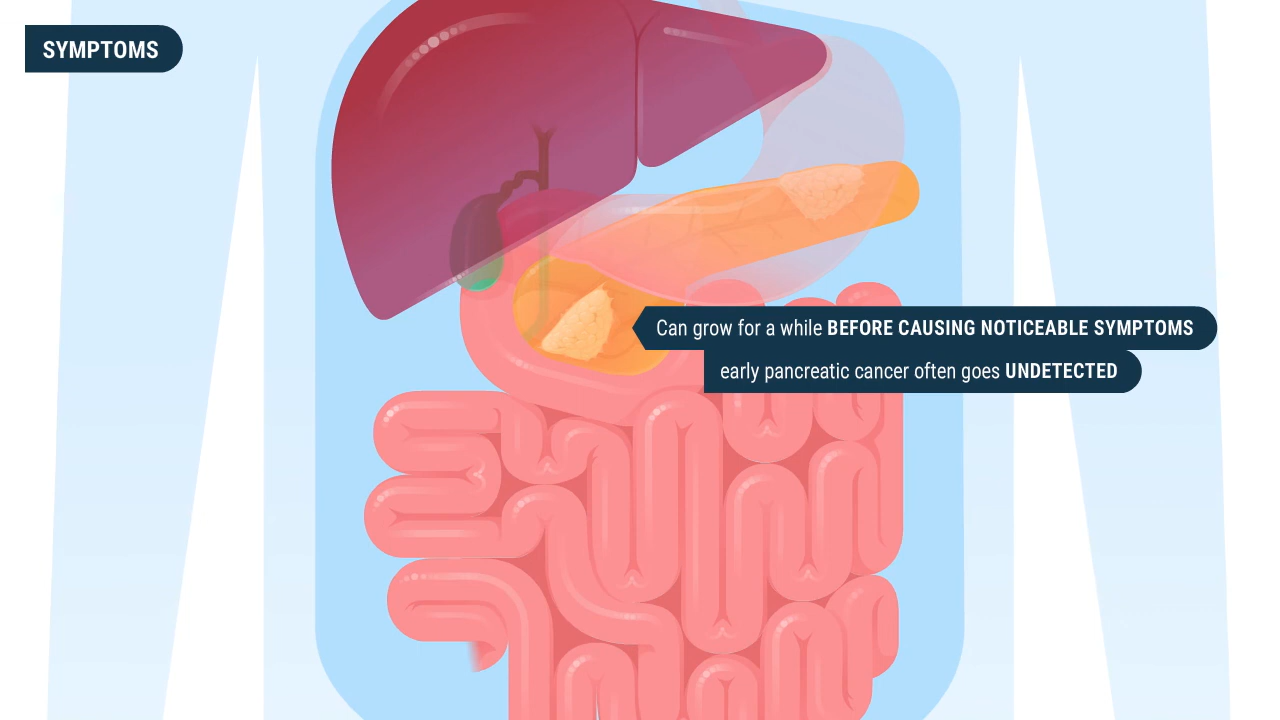 SYMPTOMS
Can grow for a while BEFORE CAUSING NOTICEABLE SYMPTOMS
early pancreatic cancer often goes UNDETECTED